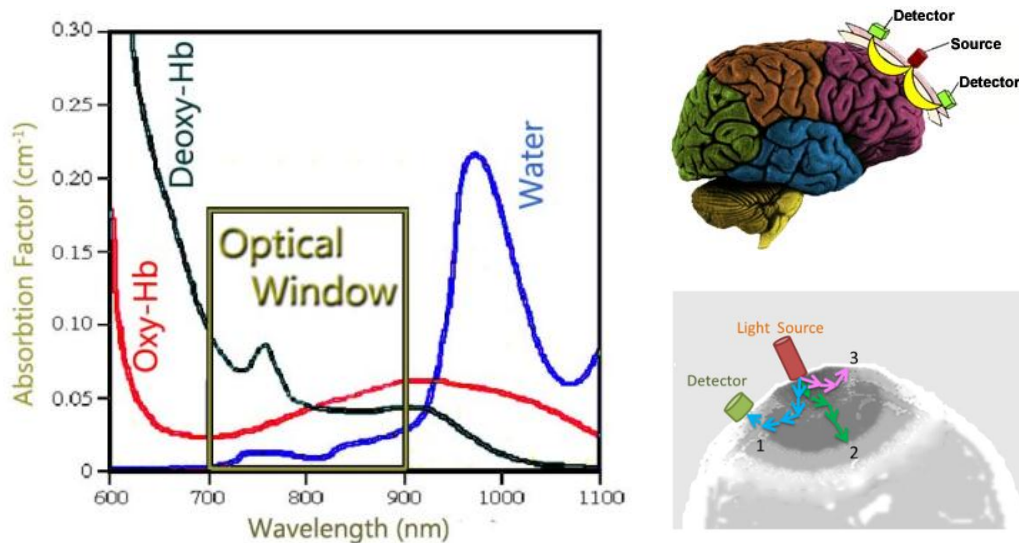 0.30
0.25
0.20
0.15
0.10
0.05
0
Absorbtion Factor (cm⁻¹)
Deoxy-Hb
Oxy-Hb
Water
Optical
Window
600
700
800
900
1000
1100
Wavelength (nm)
Detector
Source
Detector
Light Source
Detector
3
1
2